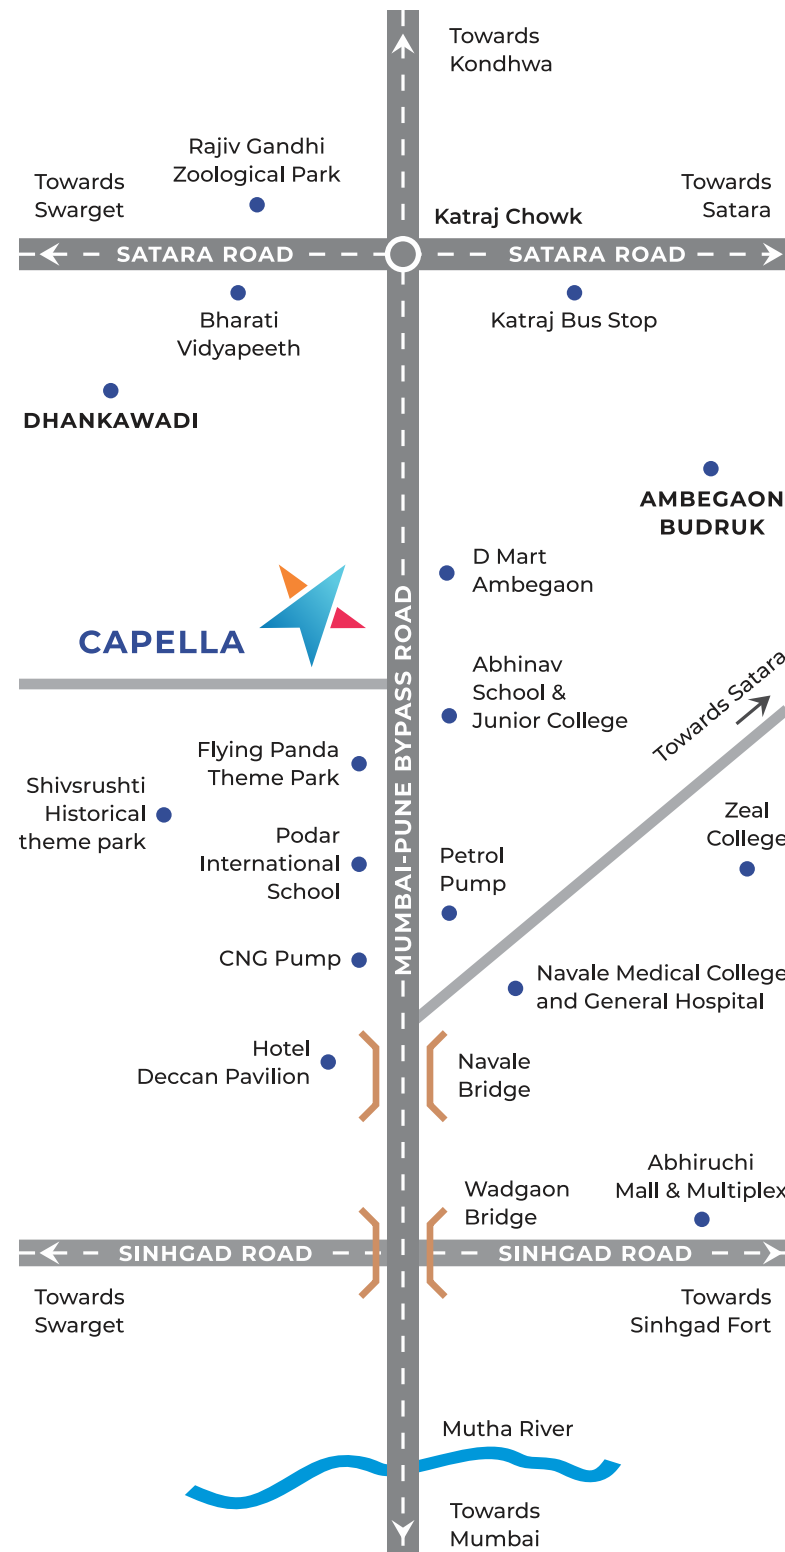 Towards
Kondhwa
Rajiv Gandhi
Zoological Park
Towards
Swarget
Towards
Satara
Katraj Chowk
SATARA ROAD
SATARA ROAD
Bharati
Vidyapeeth
Katraj Bus Stop
DHANKAWADI
AMBEGAON
BUDRUK
D Mart
Ambegaon
CAPELLA
MUMBAI-PUNE BYPASS ROAD
Abhinav
School &
Junior College
Towards Satara
Flying Panda
Theme Park
Shivsrushti
Historical
theme park
Zeal
College
Podar
International
School
Petrol
Pump
CNG Pump
Navale Medical College
and General Hospital
Hotel
Deccan Pavilion
Navale
Bridge
Abhiruchi
Mall & Multiplex
Wadgaon
Bridge
SINHGAD ROAD
SINHGAD ROAD
Towards
Swarget
Towards
Sinhgad Fort
Mutha River
Towards
Mumbai